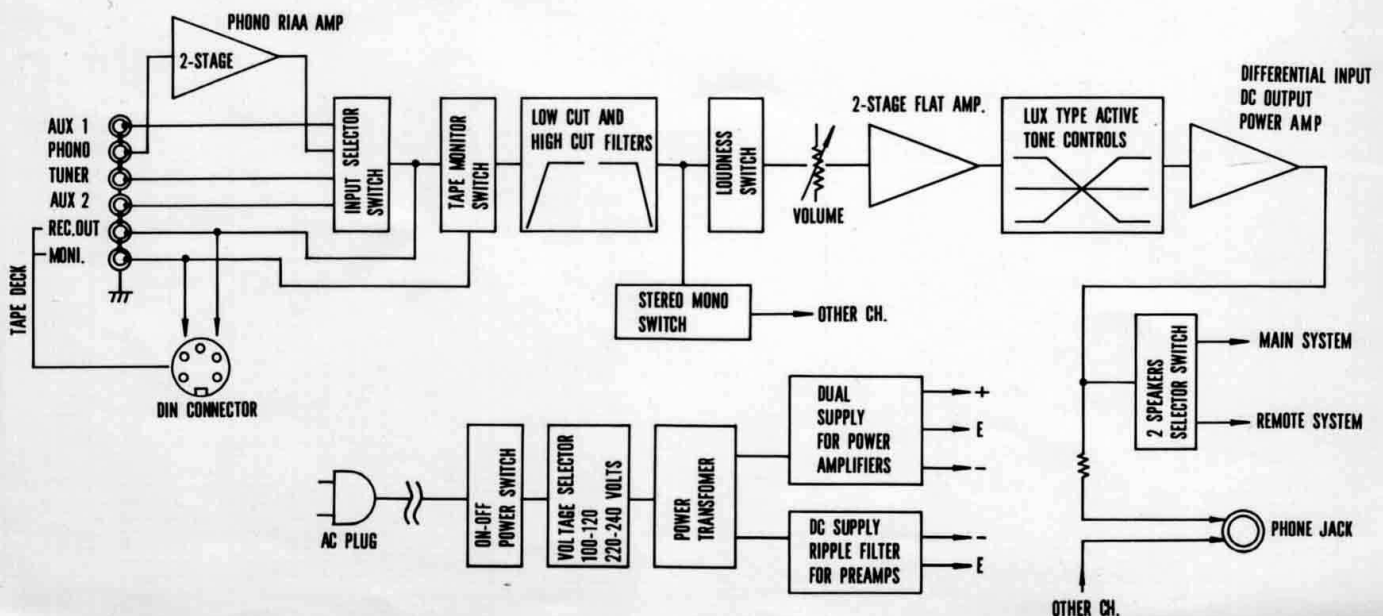 PHONO RIAA AMP
2-STAGE
AUX 1
PHONO
TUNER
AUX 2
REC.OUT
MONI.
TAPE DECK
DIN CONNECTOR
INPUT SELECTOR
SWITCH
TAPE MONITOR
SWITCH
LOW CUT AND
HIGH CUT FILTERS
LOUDNESS
SWITCH
VOLUME
2-STAGE FLAT AMP.
LUX TYPE ACTIVE
TONE CONTROLS
DIFFERENTIAL INPUT
DC OUTPUT
POWER AMP
STEREO MONO
SWITCH
OTHER CH.
2 SPEAKERS
SELECTOR SWITCH
MAIN SYSTEM
REMOTE SYSTEM
PHONE JACK
OTHER CH.
AC PLUG
ON-OFF
POWER SWITCH
VOLTAGE SELECTOR
100-120
220-240 VOLTS
POWER
TRANSFOMER
DUAL
SUPPLY
FOR POWER
AMPLIFIERS
+
E
-
DC SUPPLY
RIPPLE FILTER
FOR PREAMPS
-
E